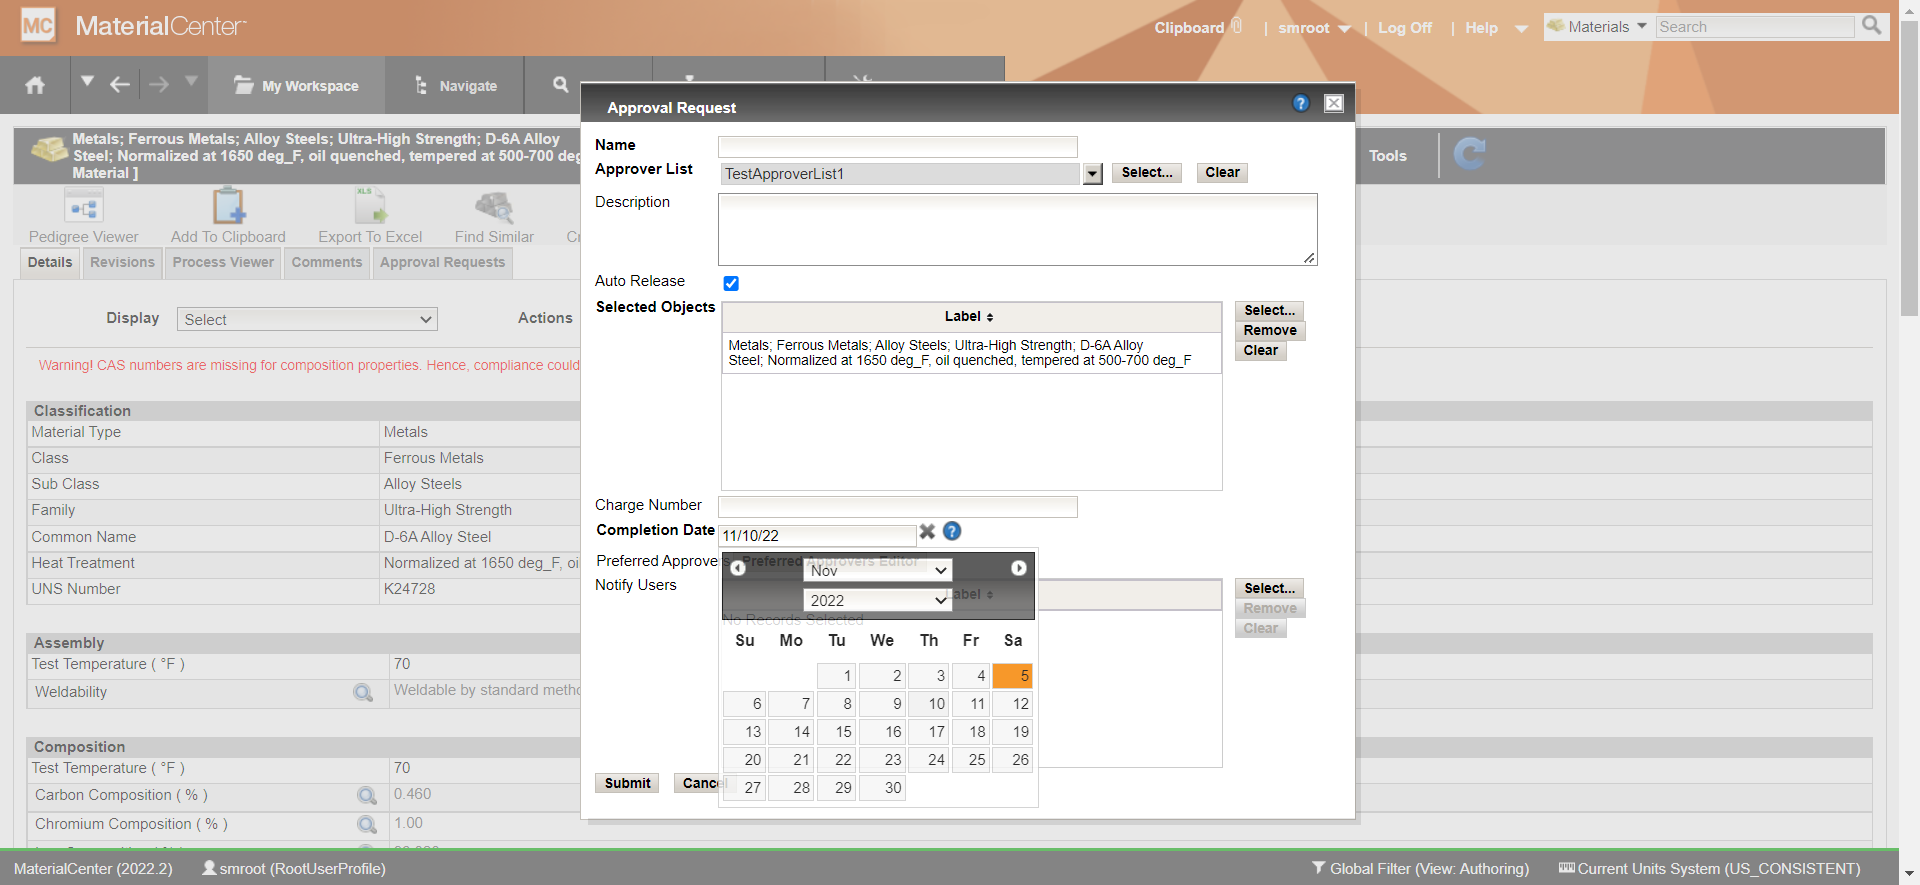 MC MaterialCenter
Clipboard | smroot | Log Off | Help
Materials Search
My Workspace Navigate
Approval Request
Metals; Ferrous Metals; Alloy Steels; Ultra-High Strength; D-6A Alloy
Steel; Normalized at 1650 deg_F, oil quenched, tempered at 500-700 deg
Material ]
Tools
Pedigree Viewer Add To Clipboard Export To Excel Find Similar
XLS
Details Revisions Process Viewer Comments Approval Requests
Display Select Actions
Warning! CAS numbers are missing for composition properties. Hence, compliance could
Classification
Material Type Metals
Class Ferrous Metals
Sub Class Alloy Steels
Family Ultra-High Strength
Common Name D-6A Alloy Steel
Heat Treatment Normalized at 1650 deg_F, oi
UNS Number K24728
Assembly
Test Temperature ( °F ) 70
Weldability Weldable by standard meth
Composition
Test Temperature ( °F ) 70
Carbon Composition ( % ) 0.460
Chromium Composition ( % ) 1.00
Name
Approver List TestApproverList1 Select... Clear
Description
Auto Release
Selected Objects Label Select...
Remove
Clear
Metals; Ferrous Metals; Alloy Steels; Ultra-High Strength; D-6A Alloy
Steel; Normalized at 1650 deg_F, oil quenched, tempered at 500-700 deg_F
Charge Number
Completion Date 11/10/22
Preferred Approvers Preferred Approvers Editor
Notify Users Label Select...
Remove
Clear
No Records Selected
Nov
2022
Su Mo Tu We Th Fr Sa
1 2 3 4 5
6 7 8 9 10 11 12
13 14 15 16 17 18 19
20 21 22 23 24 25 26
27 28 29 30
Submit Cancel
MaterialCenter (2022.2) smroot (RootUserProfile) Global Filter (View: Authoring) Current Units System (US_CONSISTENT)